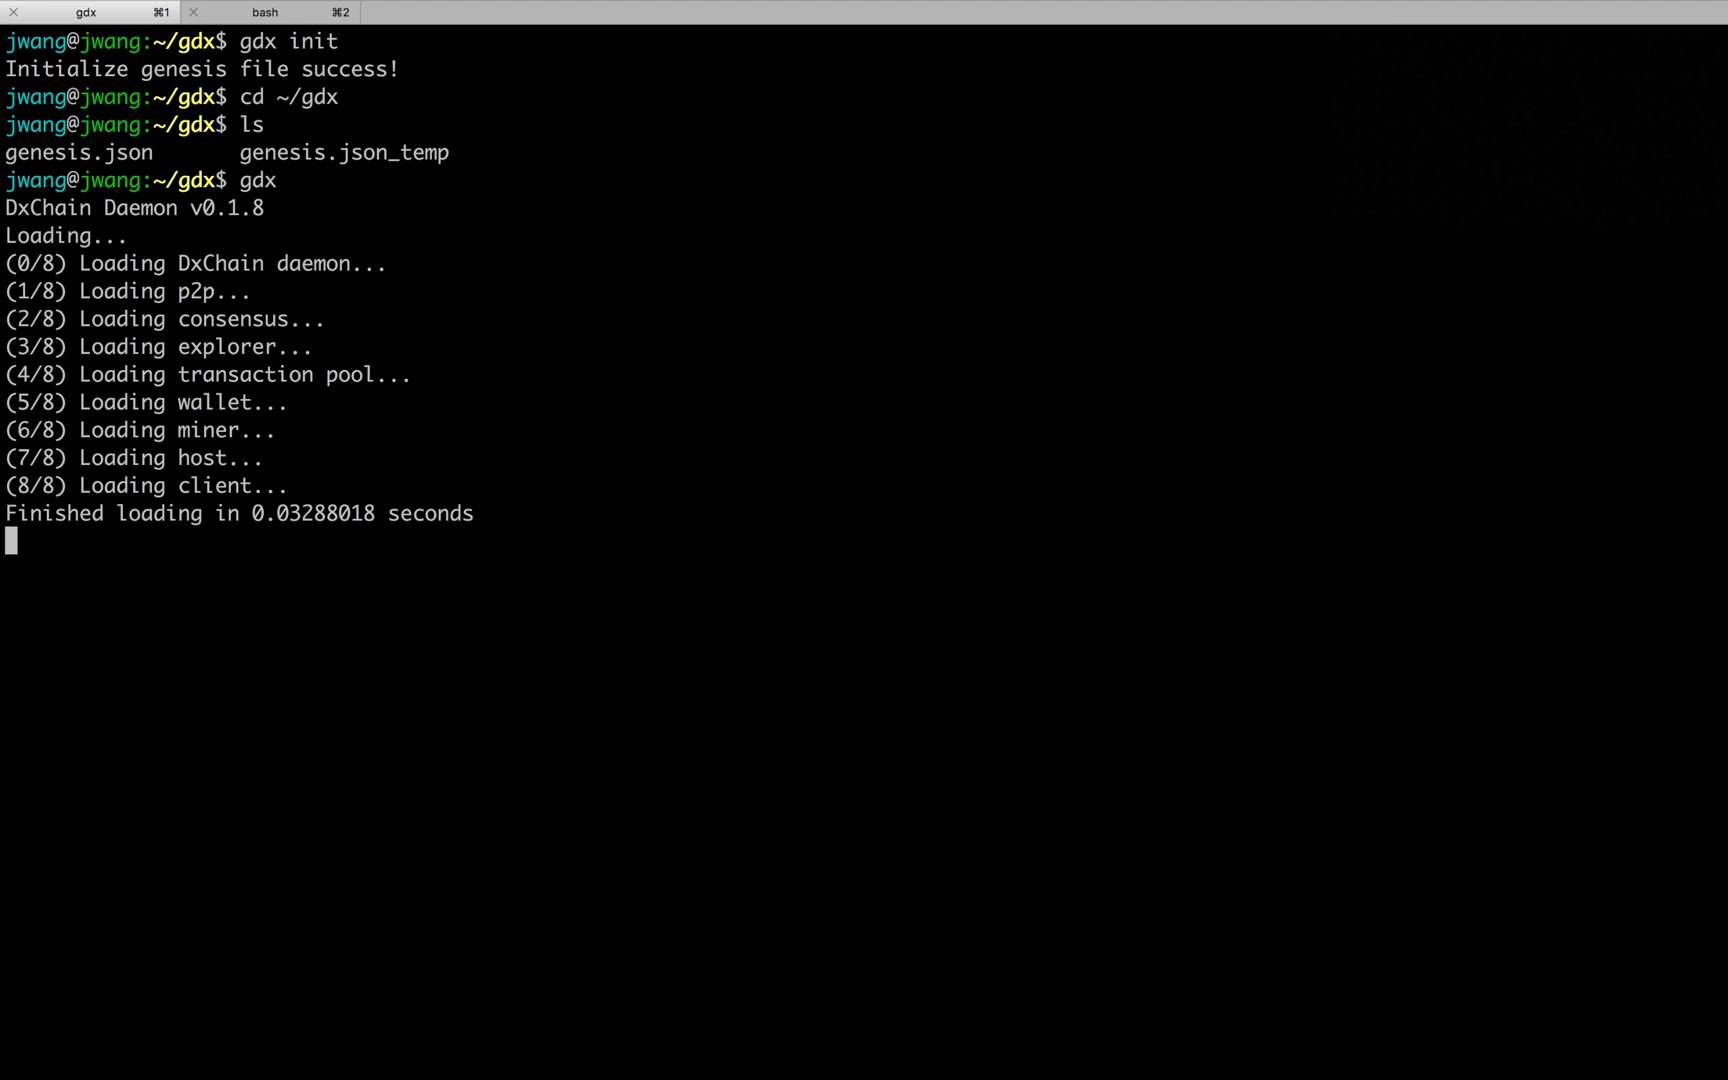 gdx ⌘1 bash ⌘2
jwang@jwang:~/gdx$ gdx init
Initialize genesis file success!
jwang@jwang:~/gdx$ cd ~/gdx
jwang@jwang:~/gdx$ ls
genesis.json genesis.json_temp
jwang@jwang:~/gdx$ gdx
DxChain Daemon v0.1.8
Loading...
(0/8) Loading DxChain daemon...
(1/8) Loading p2p...
(2/8) Loading consensus...
(3/8) Loading explorer...
(4/8) Loading transaction pool...
(5/8) Loading wallet...
(6/8) Loading miner...
(7/8) Loading host...
(8/8) Loading client...
Finished loading in 0.03288018 seconds